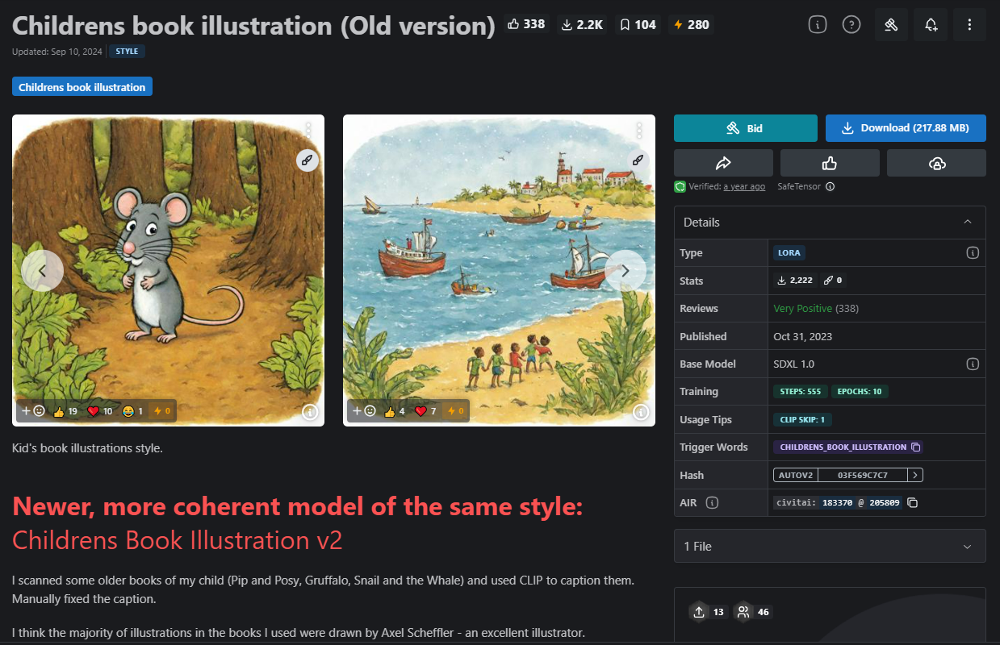 Childrens book illustration (Old version) 338 2.2K 104 280
Updated: Sep 10, 2024 STYLE
Childrens book illustration
Bid
Download (217.88 MB)
Verified: a year ago SafeTensor
Details
Type LORA
Stats 2,222 0
Reviews Very Positive (338)
Published Oct 31, 2023
Base Model SDXL 1.0
Training STEPS: 555 EPOCHS: 10
Usage Tips CLIP SKIP: 1
Trigger Words CHILDRENS_BOOK_ILLUSTRATION
Hash AUTOV2 03F569C7C7
AIR civitai: 183370 @ 205809
1 File
13 46
19 10 1 0
4 7 0
Kid's book illustrations style.
Newer, more coherent model of the same style:
Childrens Book Illustration v2
I scanned some older books of my child (Pip and Posy, Gruffalo, Snail and the Whale) and used CLIP to caption them.
Manually fixed the caption.
I think the majority of illustrations in the books I used were drawn by Axel Scheffler - an excellent illustrator.